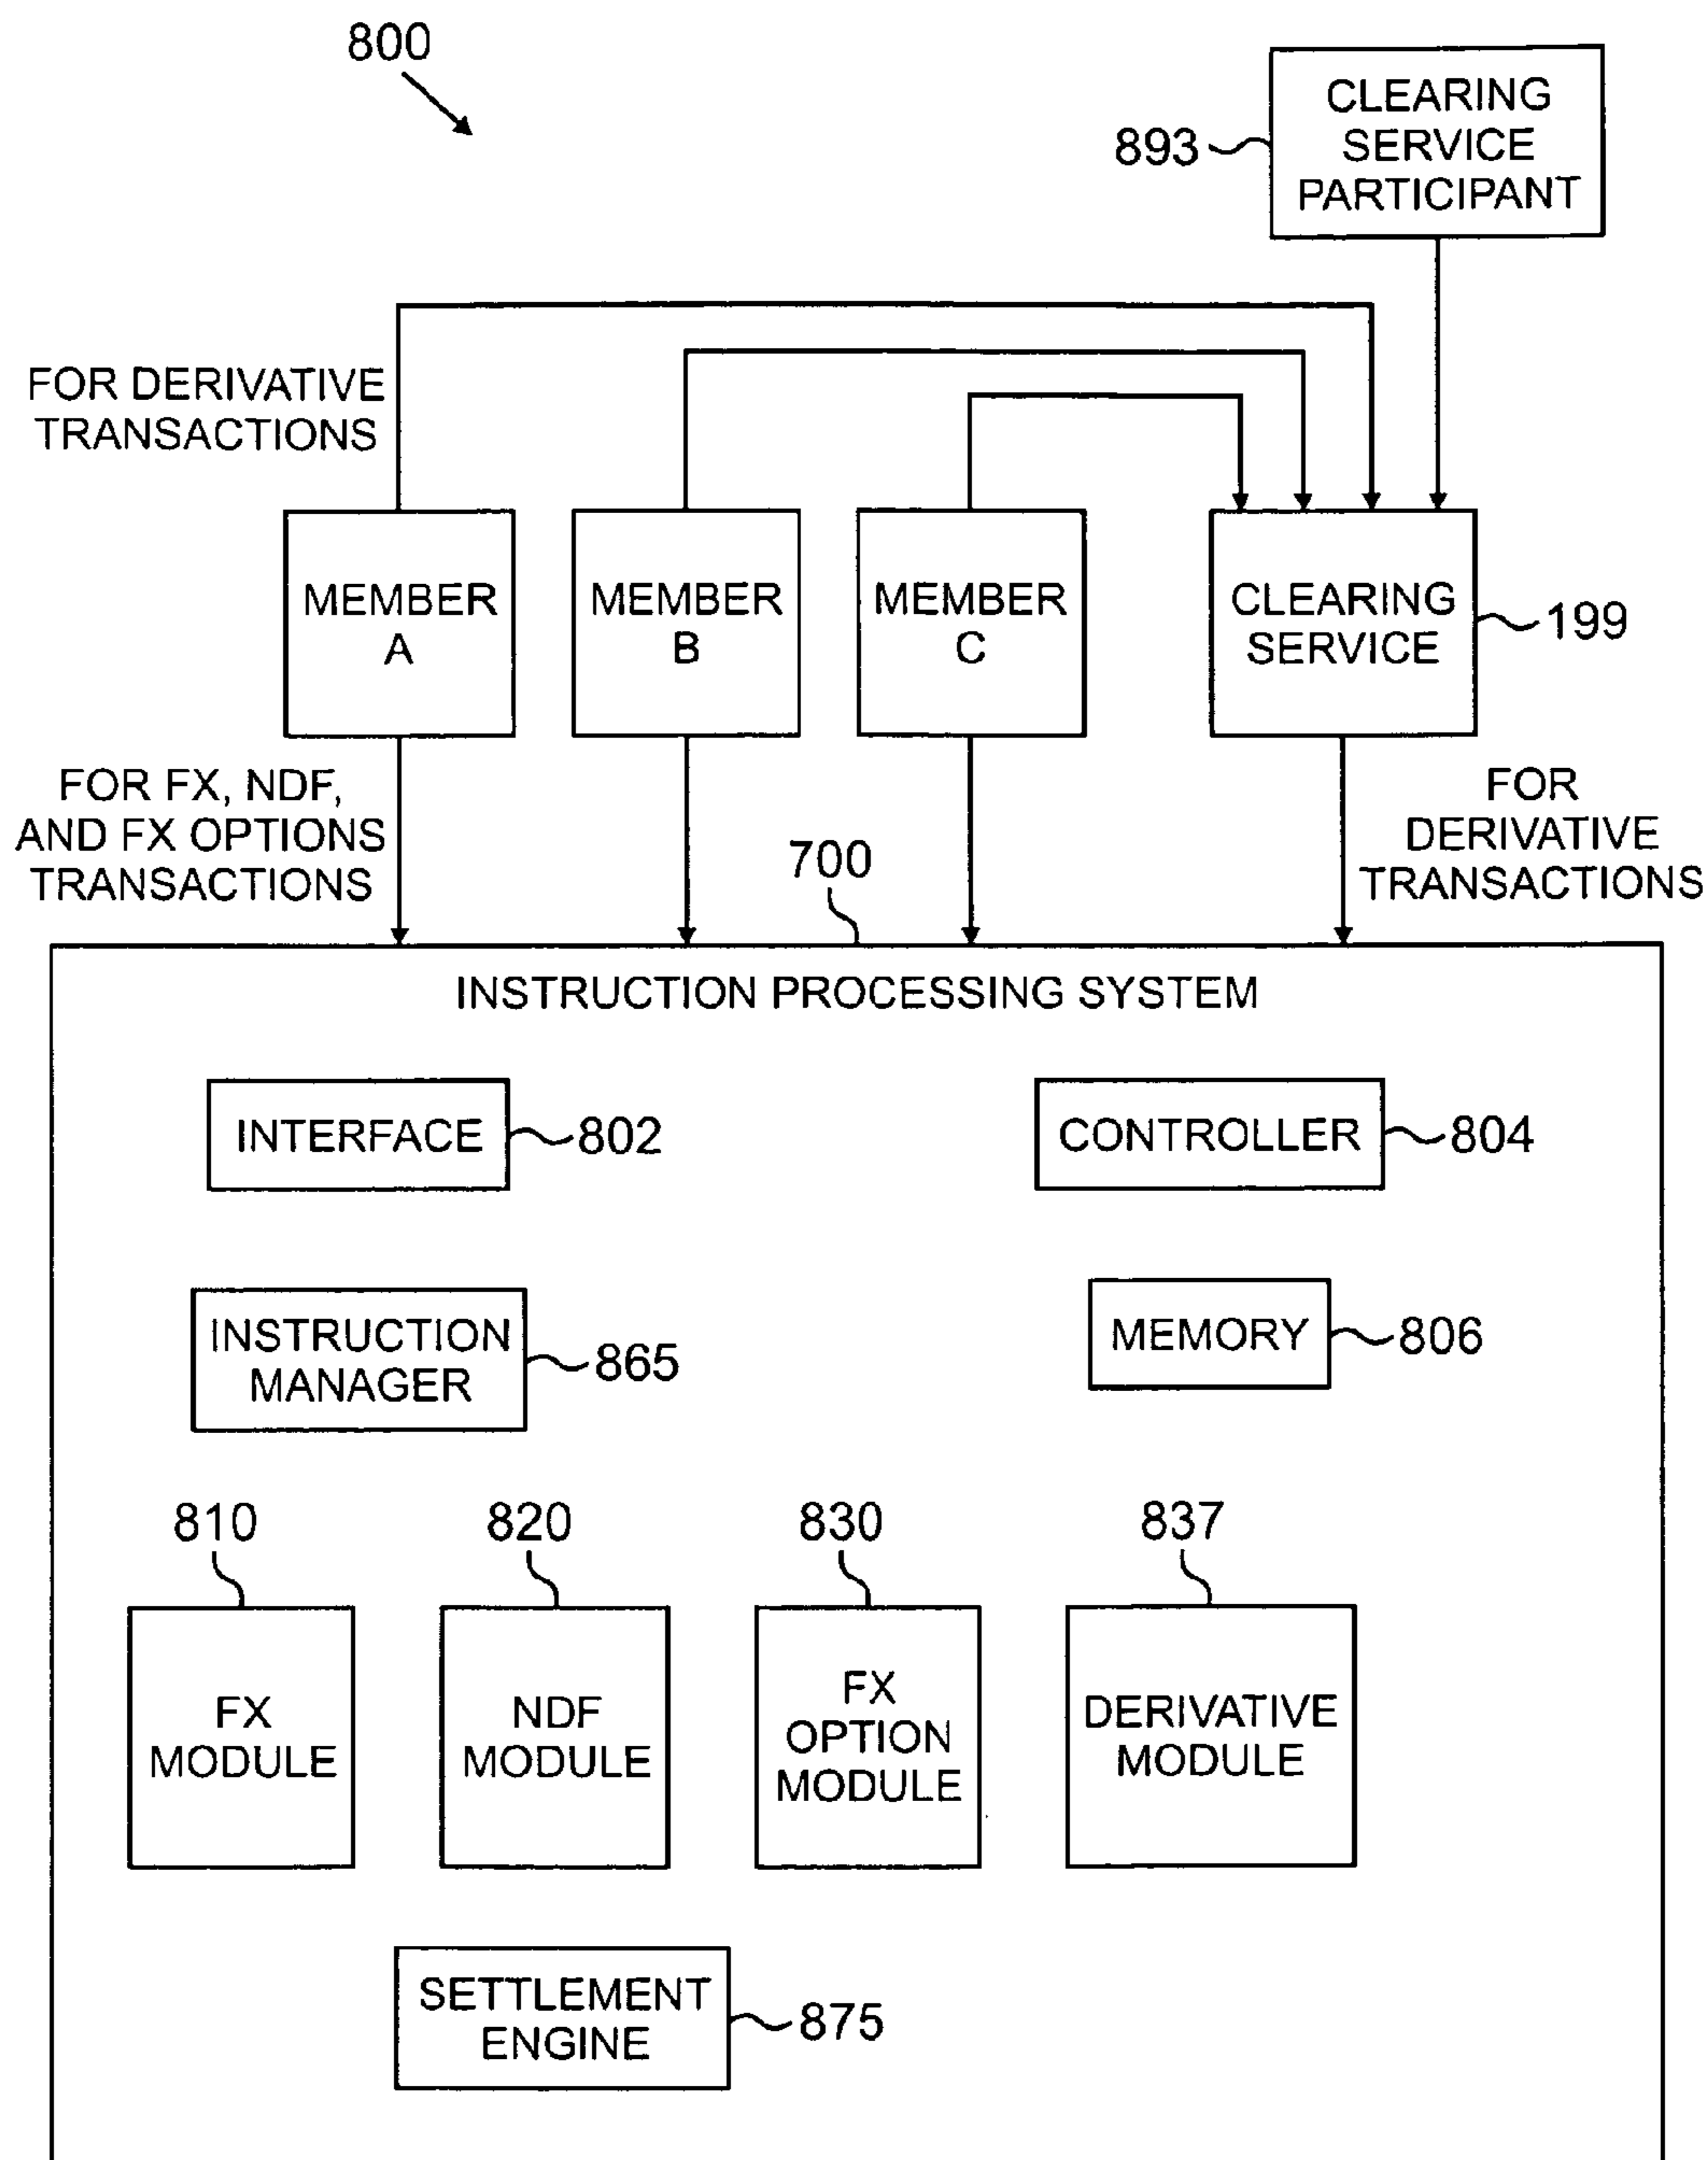 800
CLEARING
SERVICE
PARTICIPANT
893
FOR DERIVATIVE
TRANSACTIONS
MEMBER
A
MEMBER
B
MEMBER
C
CLEARING
SERVICE
199
FOR FX, NDF,
AND FX OPTIONS
TRANSACTIONS
700
FOR
DERIVATIVE
TRANSACTIONS
INSTRUCTION PROCESSING SYSTEM
INTERFACE
802
CONTROLLER
804
INSTRUCTION
MANAGER
865
MEMORY
806
810
820
830
837
FX
MODULE
NDF
MODULE
FX
OPTION
MODULE
DERIVATIVE
MODULE
SETTLEMENT
ENGINE
875